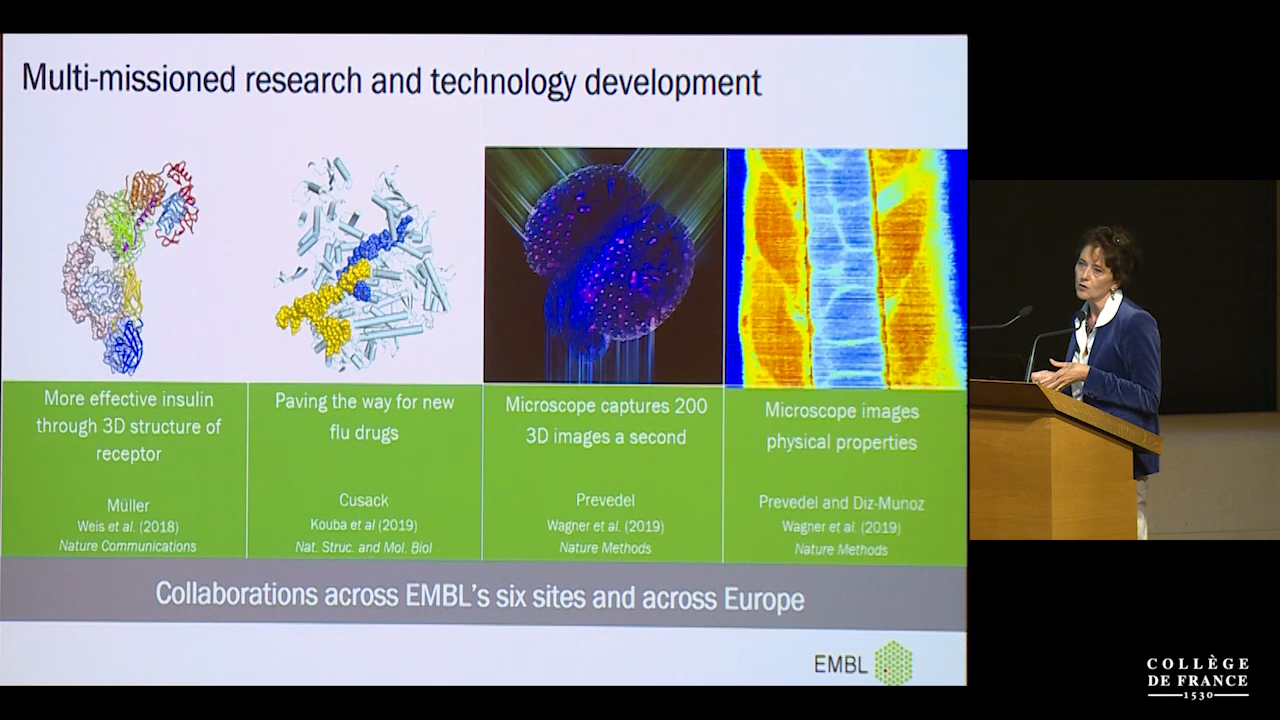 Multi-missioned research and technology development
More effective insulin
through 3D structure of
receptor
Müller
Weis et al. (2018)
Nature Communications
Paving the way for new
flu drugs
Cusack
Kouba et al (2019)
Nat. Struc. and Mol. Biol
Microscope captures 200
3D images a second
Prevedel
Wagner et al. (2019)
Nature Methods
Microscope images
physical properties
Prevedel and Diz-Munoz
Wagner et al. (2019)
Nature Methods
Collaborations across EMBL's six sites and across Europe
EMBL
COLLÈGE
DE FRANCE
1530